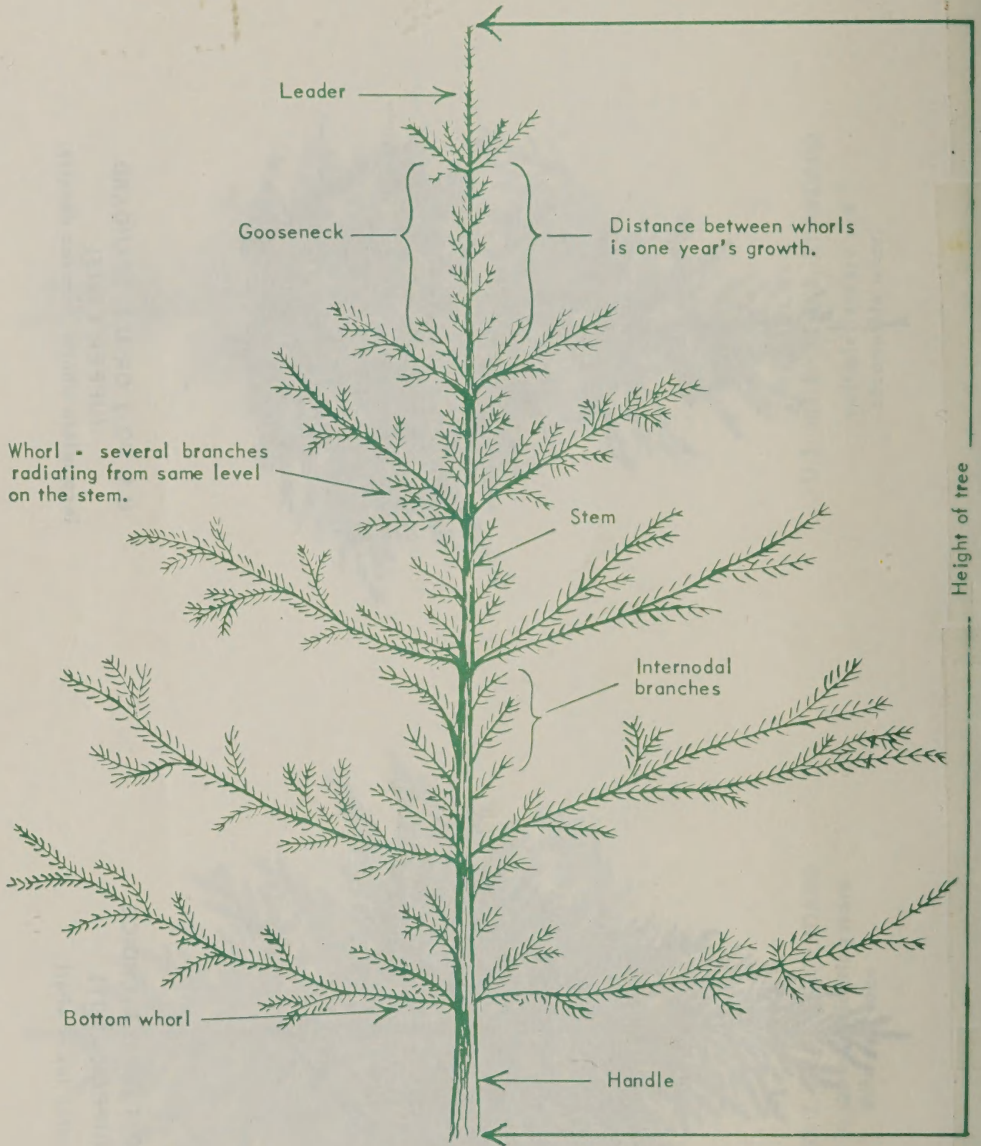 Leader
Gooseneck
Distance between whorls
is one year's growth.
Whorl - several branches
radiating from same level
on the stem.
Stem
Height of tree
Internodal
branches
Bottom whorl
Handle